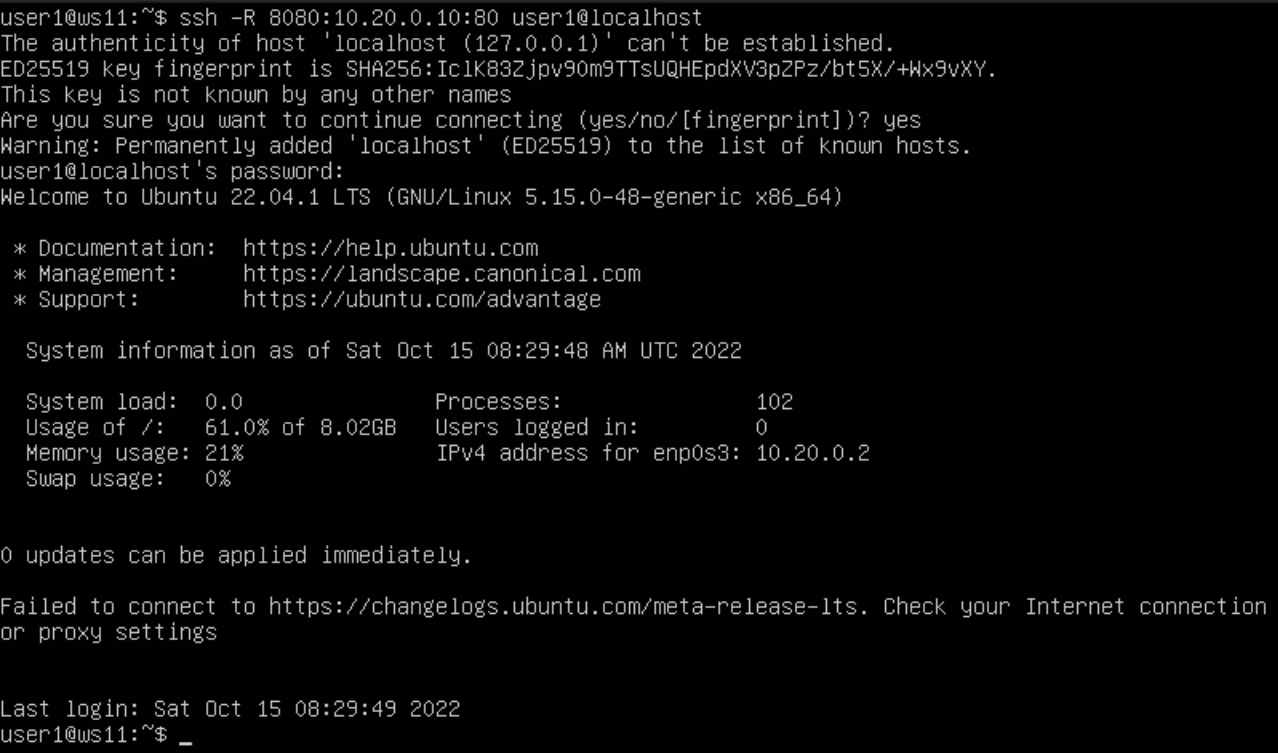 user1@ws11:~$ ssh -R 8080:10.20.0.10:80 user1@localhost
The authenticity of host 'localhost (127.0.0.1)' can't be established.
ED25519 key fingerprint is SHA256:IclK83Zjpv90m9TTsUQHEpdXV3pZPz/bt5X/+Wx9vXY.
This key is not known by any other names
Are you sure you want to continue connecting (yes/no/[fingerprint])? yes
Warning: Permanently added 'localhost' (ED25519) to the list of known hosts.
user1@localhost's password:
Welcome to Ubuntu 22.04.1 LTS (GNU/Linux 5.15.0-48-generic x86_64)
* Documentation:  https://help.ubuntu.com
* Management:     https://landscape.canonical.com
* Support:        https://ubuntu.com/advantage
System information as of Sat Oct 15 08:29:48 AM UTC 2022
System load:  0.0               Processes:               102
Usage of /:   61.0% of 8.02GB   Users logged in:         0
Memory usage: 21%               IPv4 address for enp0s3: 10.20.0.2
Swap usage:   0%
0 updates can be applied immediately.
Failed to connect to https://changelogs.ubuntu.com/meta-release-lts. Check your Internet connection
or proxy settings
Last login: Sat Oct 15 08:29:49 2022
user1@ws11:~$ _